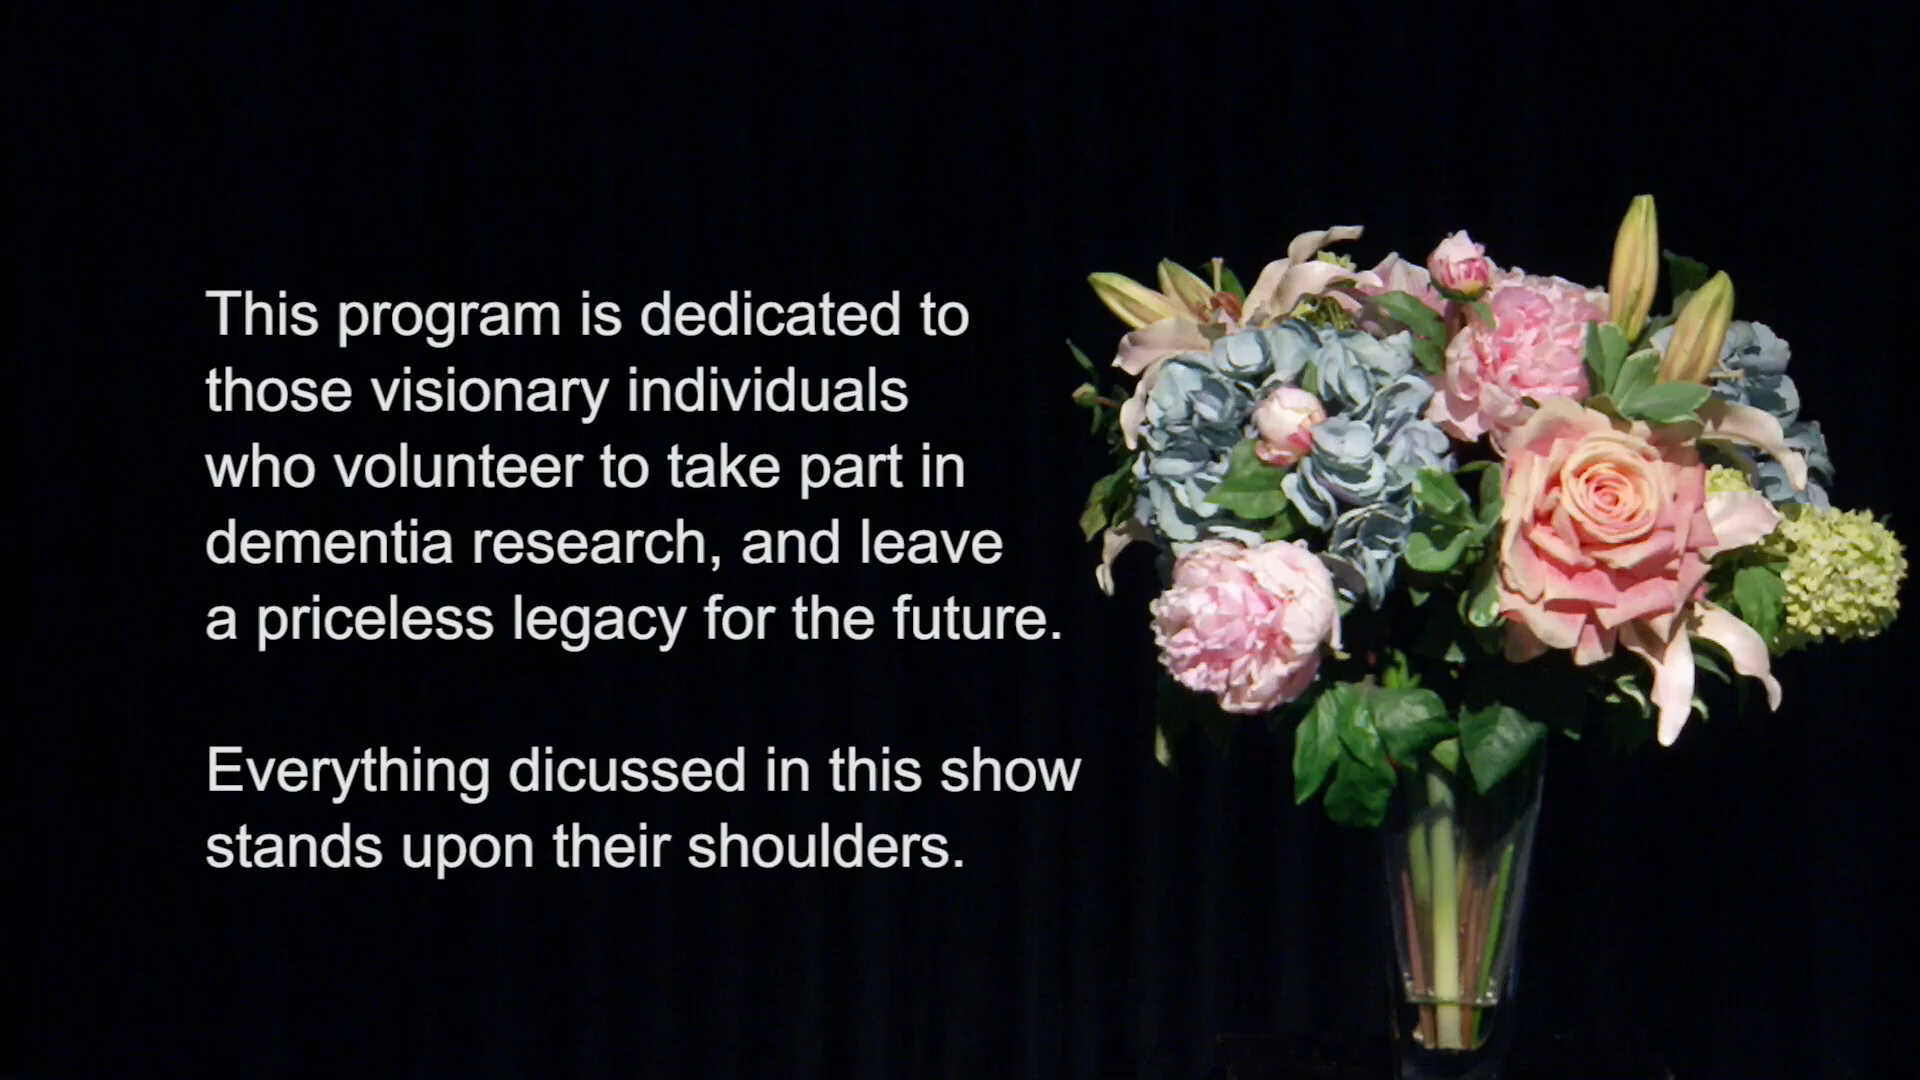 This program is dedicated to
those visionary individuals
who volunteer to take part in
dementia research, and leave
a priceless legacy for the future.
Everything dicussed in this show
stands upon their shoulders.